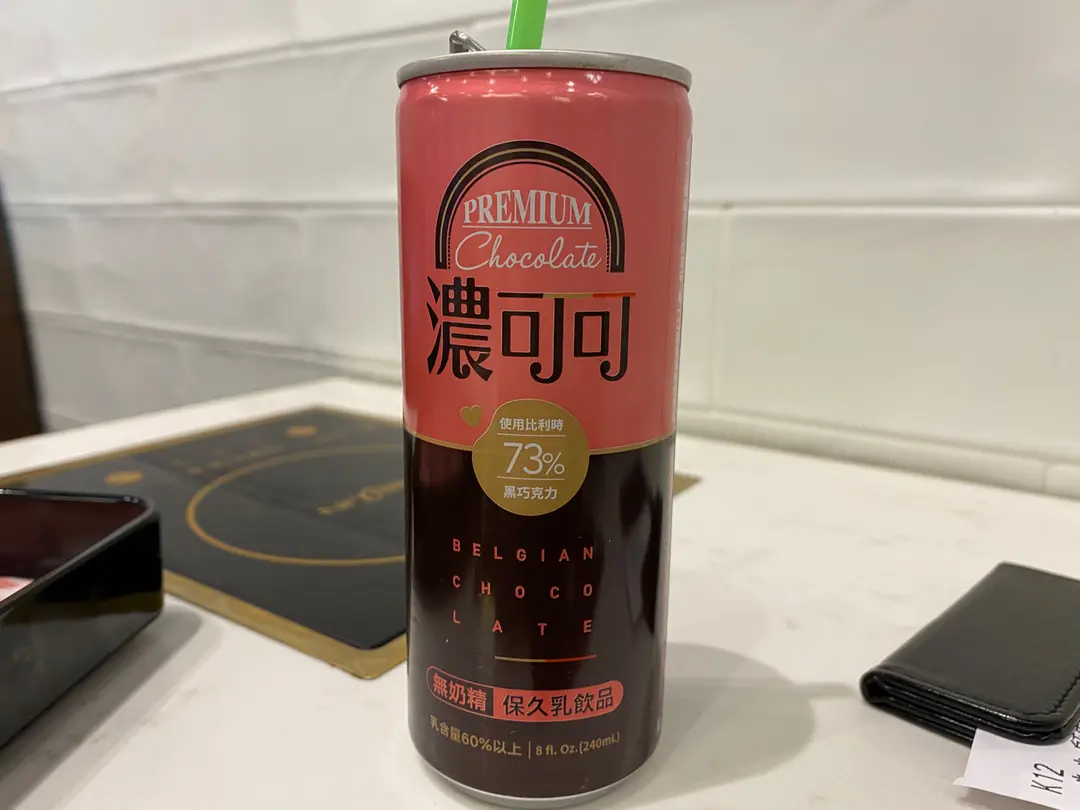 PREMIUM
Chocolate
濃可可
使用比利時
73%
黑巧克力
BELGIAN
CHOCO
LATE
無奶精 保久乳飲品
乳含量60%以上 | 8 fl. Oz.(240mL)
K12